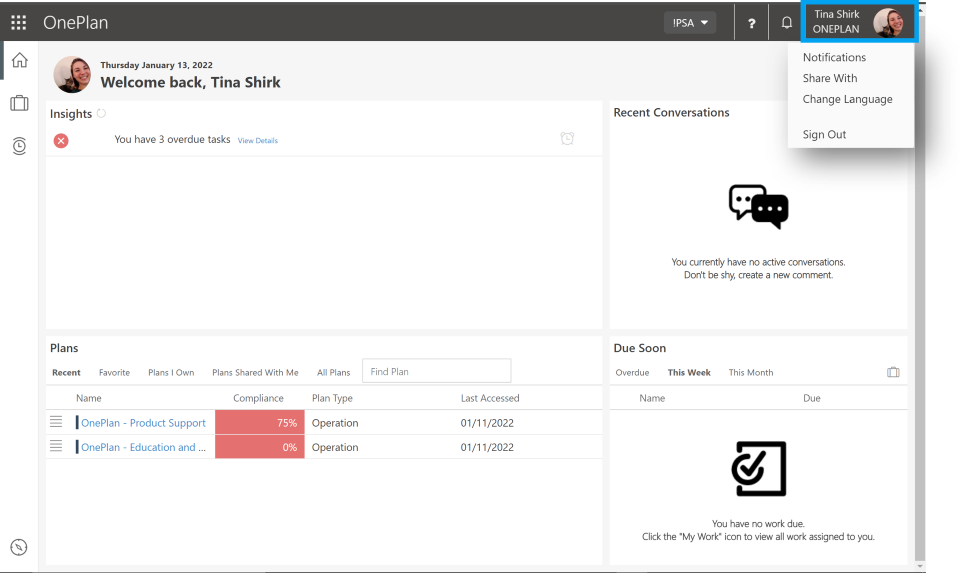 OnePlan
!PSA
?
Tina Shirk
ONEPLAN
Notifications
Share With
Change Language
Sign Out
Thursday January 13, 2022
Welcome back, Tina Shirk
Insights
You have 3 overdue tasks View Details
Recent Conversations
You currently have no active conversations.
Don't be shy, create a new comment.
Plans
Recent Favorite Plans I Own Plans Shared With Me All Plans Find Plan
Name Compliance Plan Type Last Accessed
OnePlan - Product Support 75% Operation 01/11/2022
OnePlan - Education and ... 0% Operation 01/11/2022
Due Soon
Overdue This Week This Month
Name Due
You have no work due.
Click the "My Work" icon to view all work assigned to you.